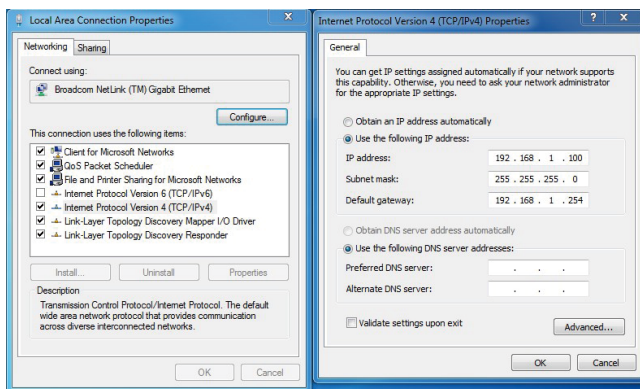 Local Area Connection Properties
Networking
Sharing
Connect using:
Broadcom NetLink (TM) Gigabit Ethernet
Configure...
This connection uses the following items:
Client for Microsoft Networks
QoS Packet Scheduler
File and Printer Sharing for Microsoft Networks
Internet Protocol Version 6 (TCP/IPv6)
Internet Protocol Version 4 (TCP/IPv4)
Link-Layer Topology Discovery Mapper I/O Driver
Link-Layer Topology Discovery Responder
Install...
Uninstall
Properties
Description
Transmission Control Protocol/Internet Protocol. The default
wide area network protocol that provides communication
across diverse interconnected networks.
OK
Cancel
Internet Protocol Version 4 (TCP/IPv4) Properties
General
You can get IP settings assigned automatically if your network supports
this capability. Otherwise, you need to ask your network administrator
for the appropriate IP settings.
Obtain an IP address automatically
Use the following IP address:
IP address: 192 . 168 . 1 . 100
Subnet mask: 255 . 255 . 255 . 0
Default gateway: 192 . 168 . 1 . 254
Obtain DNS server address automatically
Use the following DNS server addresses:
Preferred DNS server: . . .
Alternate DNS server: . . .
Validate settings upon exit
Advanced...
OK
Cancel